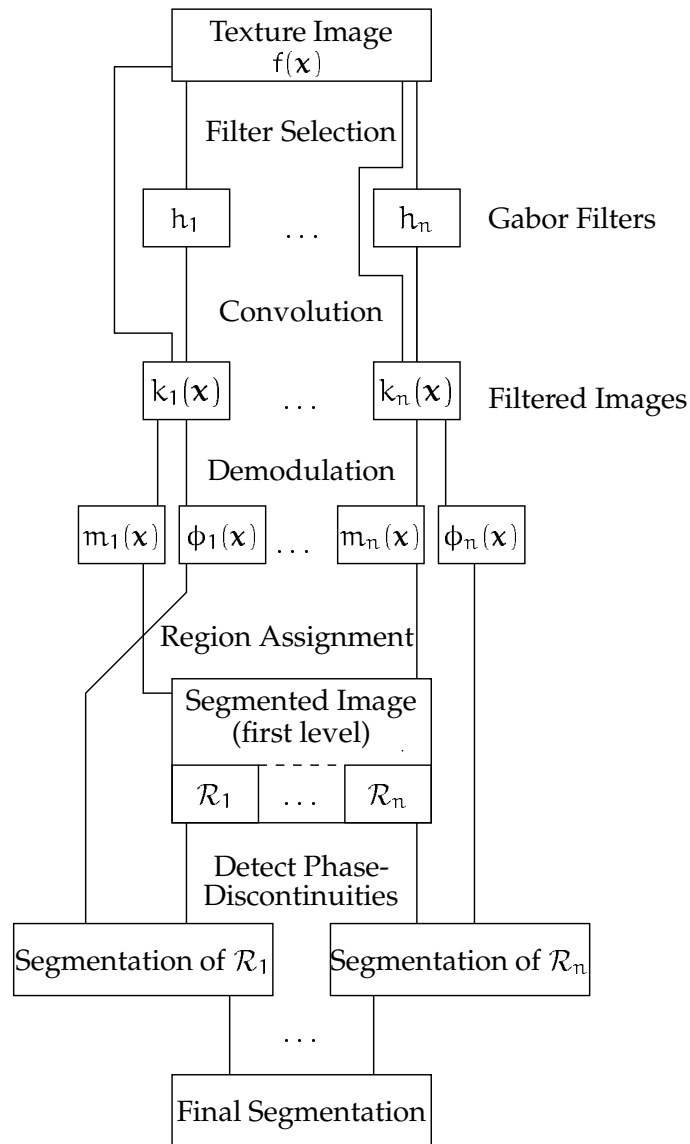 Texture Image
f(x)
Filter Selection
h₁ . . . hₙ Gabor Filters
Convolution
k₁(x) . . . kₙ(x) Filtered Images
Demodulation
m₁(x) ϕ₁(x) . . . mₙ(x) ϕₙ(x)
Region Assignment
Segmented Image
(first level)
ℛ₁ . . . ℛₙ
Detect Phase-
Discontinuities
Segmentation of ℛ₁ Segmentation of ℛₙ
. . .
Final Segmentation